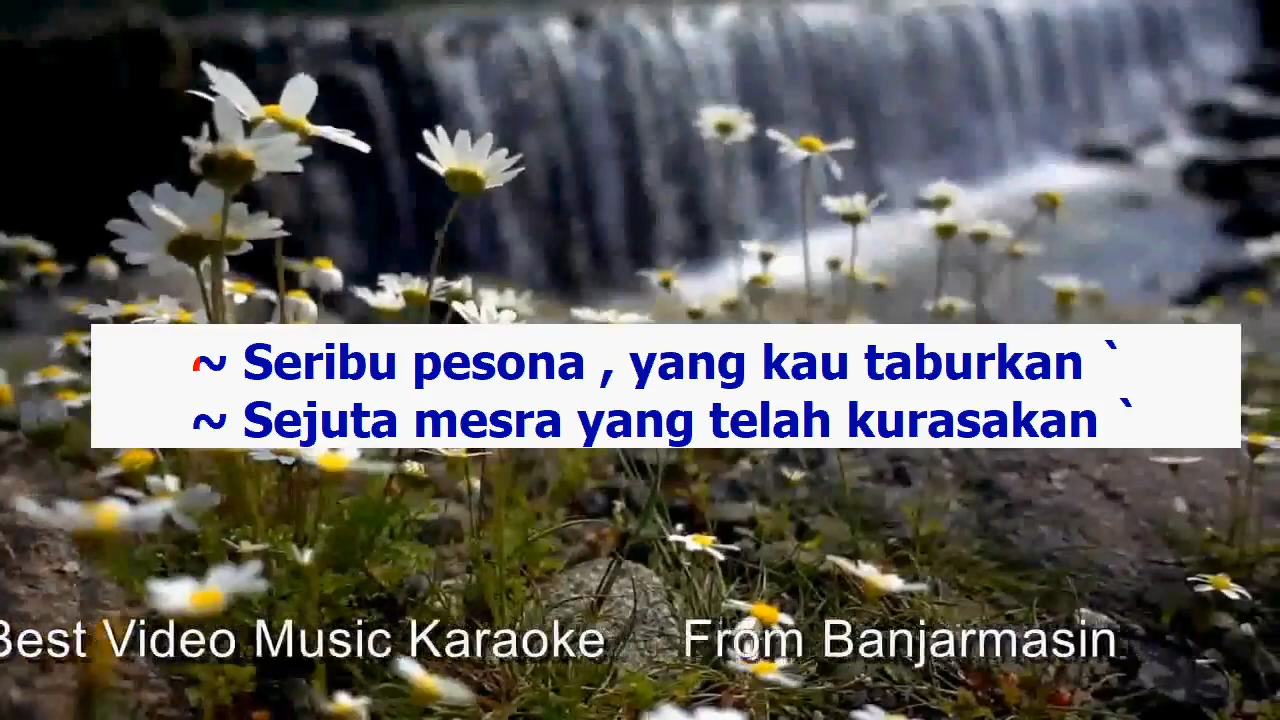 ~ Seribu pesona , yang kau taburkan `
~ Sejuta mesra yang telah kurasakan `
Best Video Music Karaoke From Banjarmasin